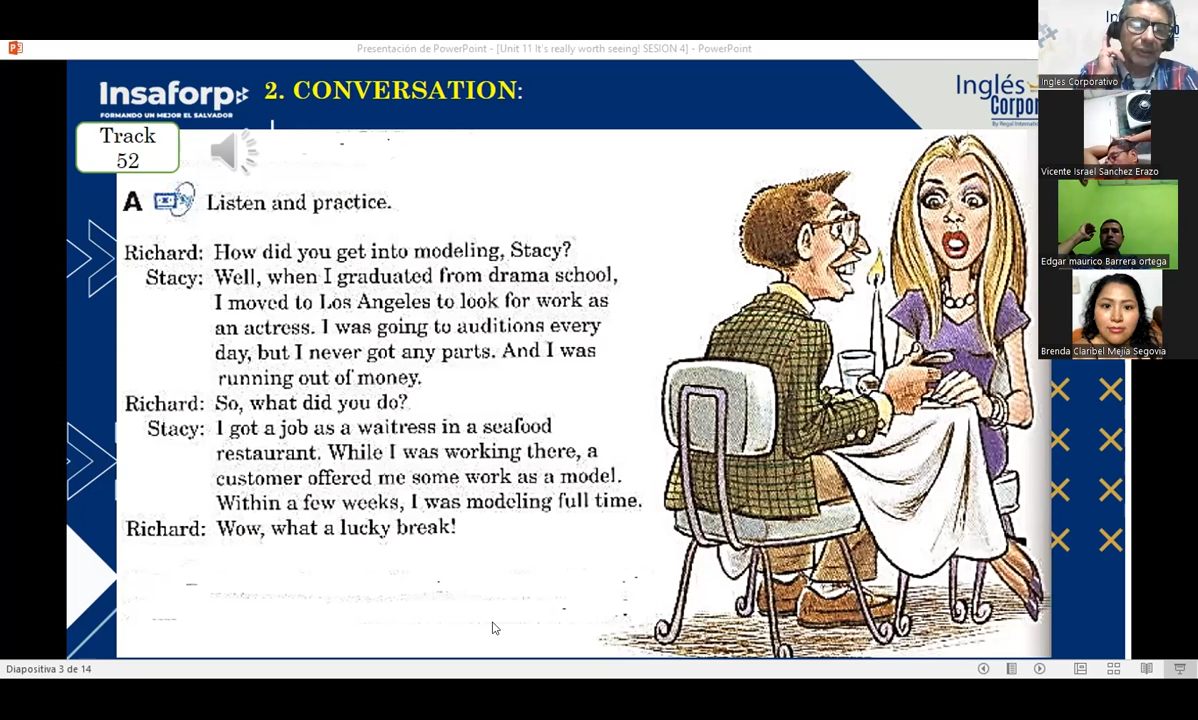 Presentación de PowerPoint - [Unit 11 It's really worth seeing! SESION 4] - PowerPoint
Insaforp
FORMANDO UN MEJOR EL SALVADOR
2. CONVERSATION:
Inglés
Corpor
Track
52
A Listen and practice.
Richard: How did you get into modeling, Stacy?
Stacy: Well, when I graduated from drama school,
I moved to Los Angeles to look for work as
an actress. I was going to auditions every
day, but I never got any parts. And I was
running out of money.
Richard: So, what did you do?
Stacy: I got a job as a waitress in a seafood
restaurant. While I was working there, a
customer offered me some work as a model.
Within a few weeks, I was modeling full time.
Richard: Wow, what a lucky break!
Ingles Corporativo
Vicente Israel Sanchez Erazo
Edgar maurico Barrera ortega
Brenda Claribel Mejía Segovia
Diapositiva 3 de 14